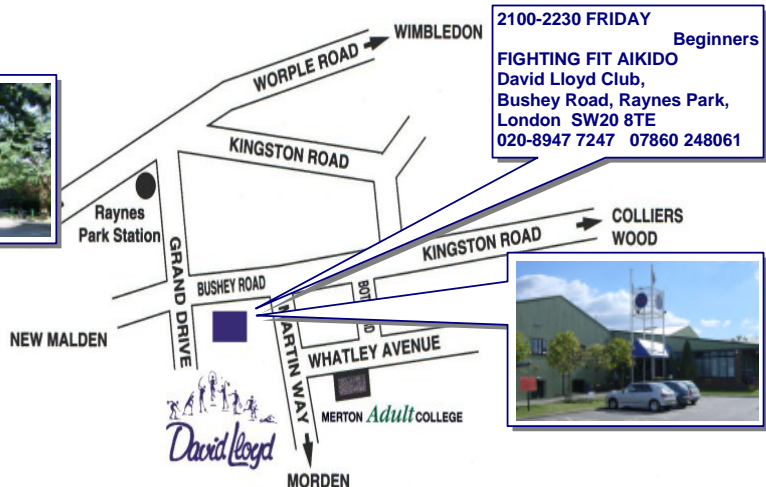 2100-2230 FRIDAY
Beginners
FIGHTING FIT AIKIDO
David Lloyd Club,
Bushey Road, Raynes Park,
London SW20 8TE
020-8947 7247 07860 248061
WIMBLEDON
WORPLE ROAD
KINGSTON ROAD
Raynes
Park Station
COLLIERS
WOOD
KINGSTON ROAD
GRAND DRIVE
BUSHEY ROAD
NEW MALDEN
MARTIN WAY
WHATLEY AVENUE
MERTON Adult COLLEGE
David Lloyd
MORDEN